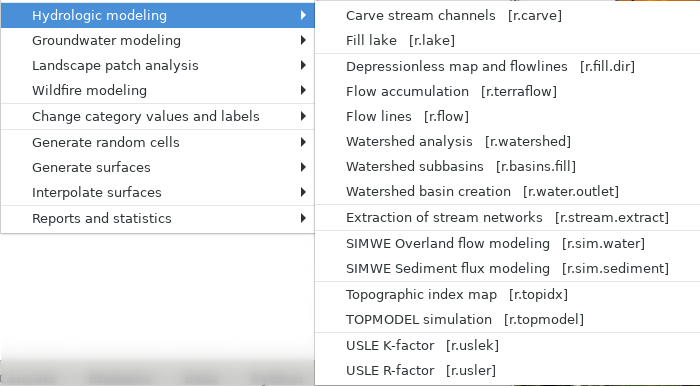 Hydrologic modeling
Groundwater modeling
Landscape patch analysis
Wildfire modeling
Change category values and labels
Generate random cells
Generate surfaces
Interpolate surfaces
Reports and statistics
Carve stream channels [r.carve]
Fill lake [r.lake]
Depressionless map and flowlines [r.fill.dir]
Flow accumulation [r.terraflow]
Flow lines [r.flow]
Watershed analysis [r.watershed]
Watershed subbasins [r.basins.fill]
Watershed basin creation [r.water.outlet]
Extraction of stream networks [r.stream.extract]
SIMWE Overland flow modeling [r.sim.water]
SIMWE Sediment flux modeling [r.sim.sediment]
Topographic index map [r.topidx]
TOPMODEL simulation [r.topmodel]
USLE K-factor [r.uslek]
USLE R-factor [r.usler]